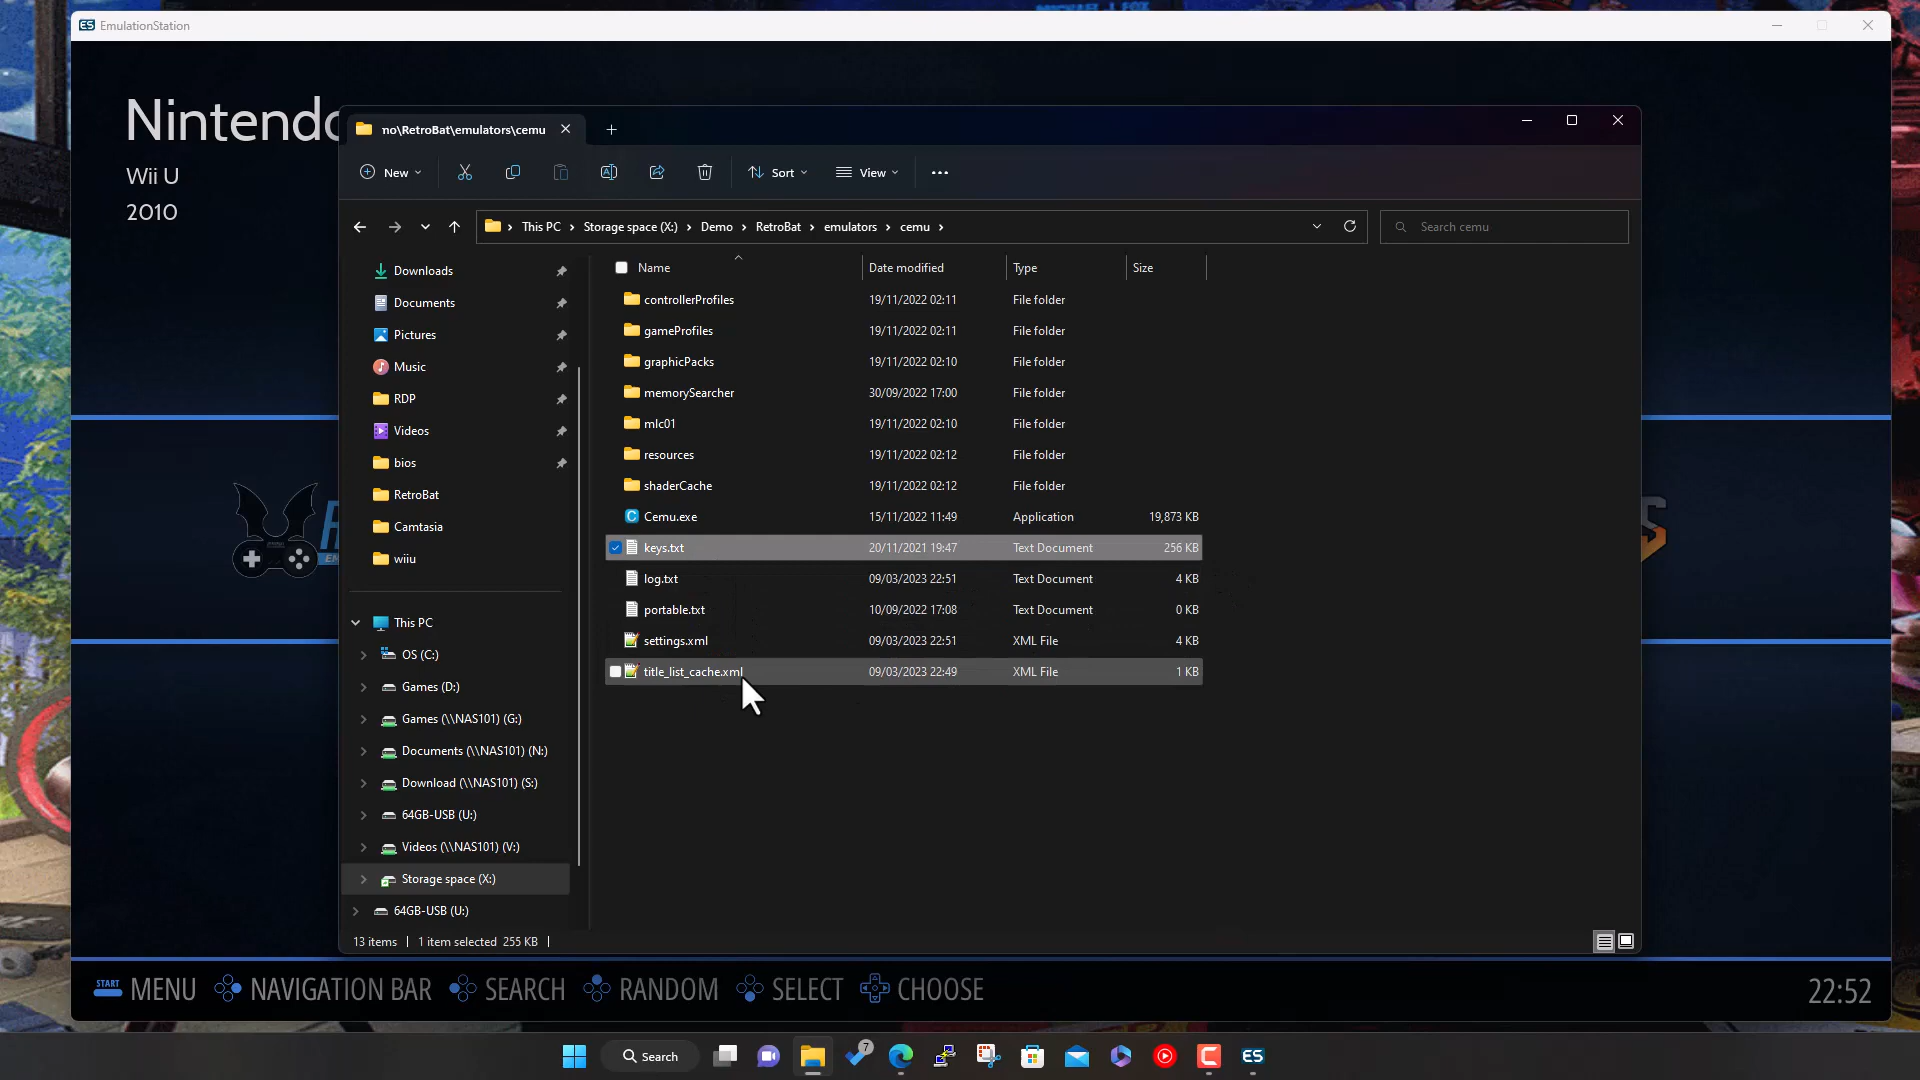 MICHAEL J. FOX
ES EmulationStation
Nintendo
Wii U
2010
no\RetroBat\emulators\cemu
New
Sort
View
This PC
Storage space (X:)
Demo
RetroBat
emulators
cemu
Search cemu
Downloads
Documents
Pictures
Music
RDP
Videos
bios
RetroBat
Camtasia
wiiu
This PC
OS (C:)
Games (D:)
Games (\\NAS101) (G:)
Documents (\\NAS101) (N:)
Download (\\NAS101) (S:)
64GB-USB (U:)
Videos (\\NAS101) (V:)
Storage space (X:)
64GB-USB (U:)
Name Date modified Type Size
controllerProfiles 19/11/2022 02:11 File folder
gameProfiles 19/11/2022 02:11 File folder
graphicPacks 19/11/2022 02:10 File folder
memorySearcher 30/09/2022 17:00 File folder
mlc01 19/11/2022 02:10 File folder
resources 19/11/2022 02:12 File folder
shaderCache 19/11/2022 02:12 File folder
Cemu.exe 15/11/2022 11:49 Application 19,873 KB
keys.txt 20/11/2021 19:47 Text Document 256 KB
log.txt 09/03/2023 22:51 Text Document 4 KB
portable.txt 10/09/2022 17:08 Text Document 0 KB
settings.xml 09/03/2023 22:51 XML File 4 KB
title_list_cache.xml 09/03/2023 22:49 XML File 1 KB
13 items 1 item selected 255 KB
START MENU NAVIGATION BAR SEARCH RANDOM SELECT CHOOSE
22:52
Search
7
ES